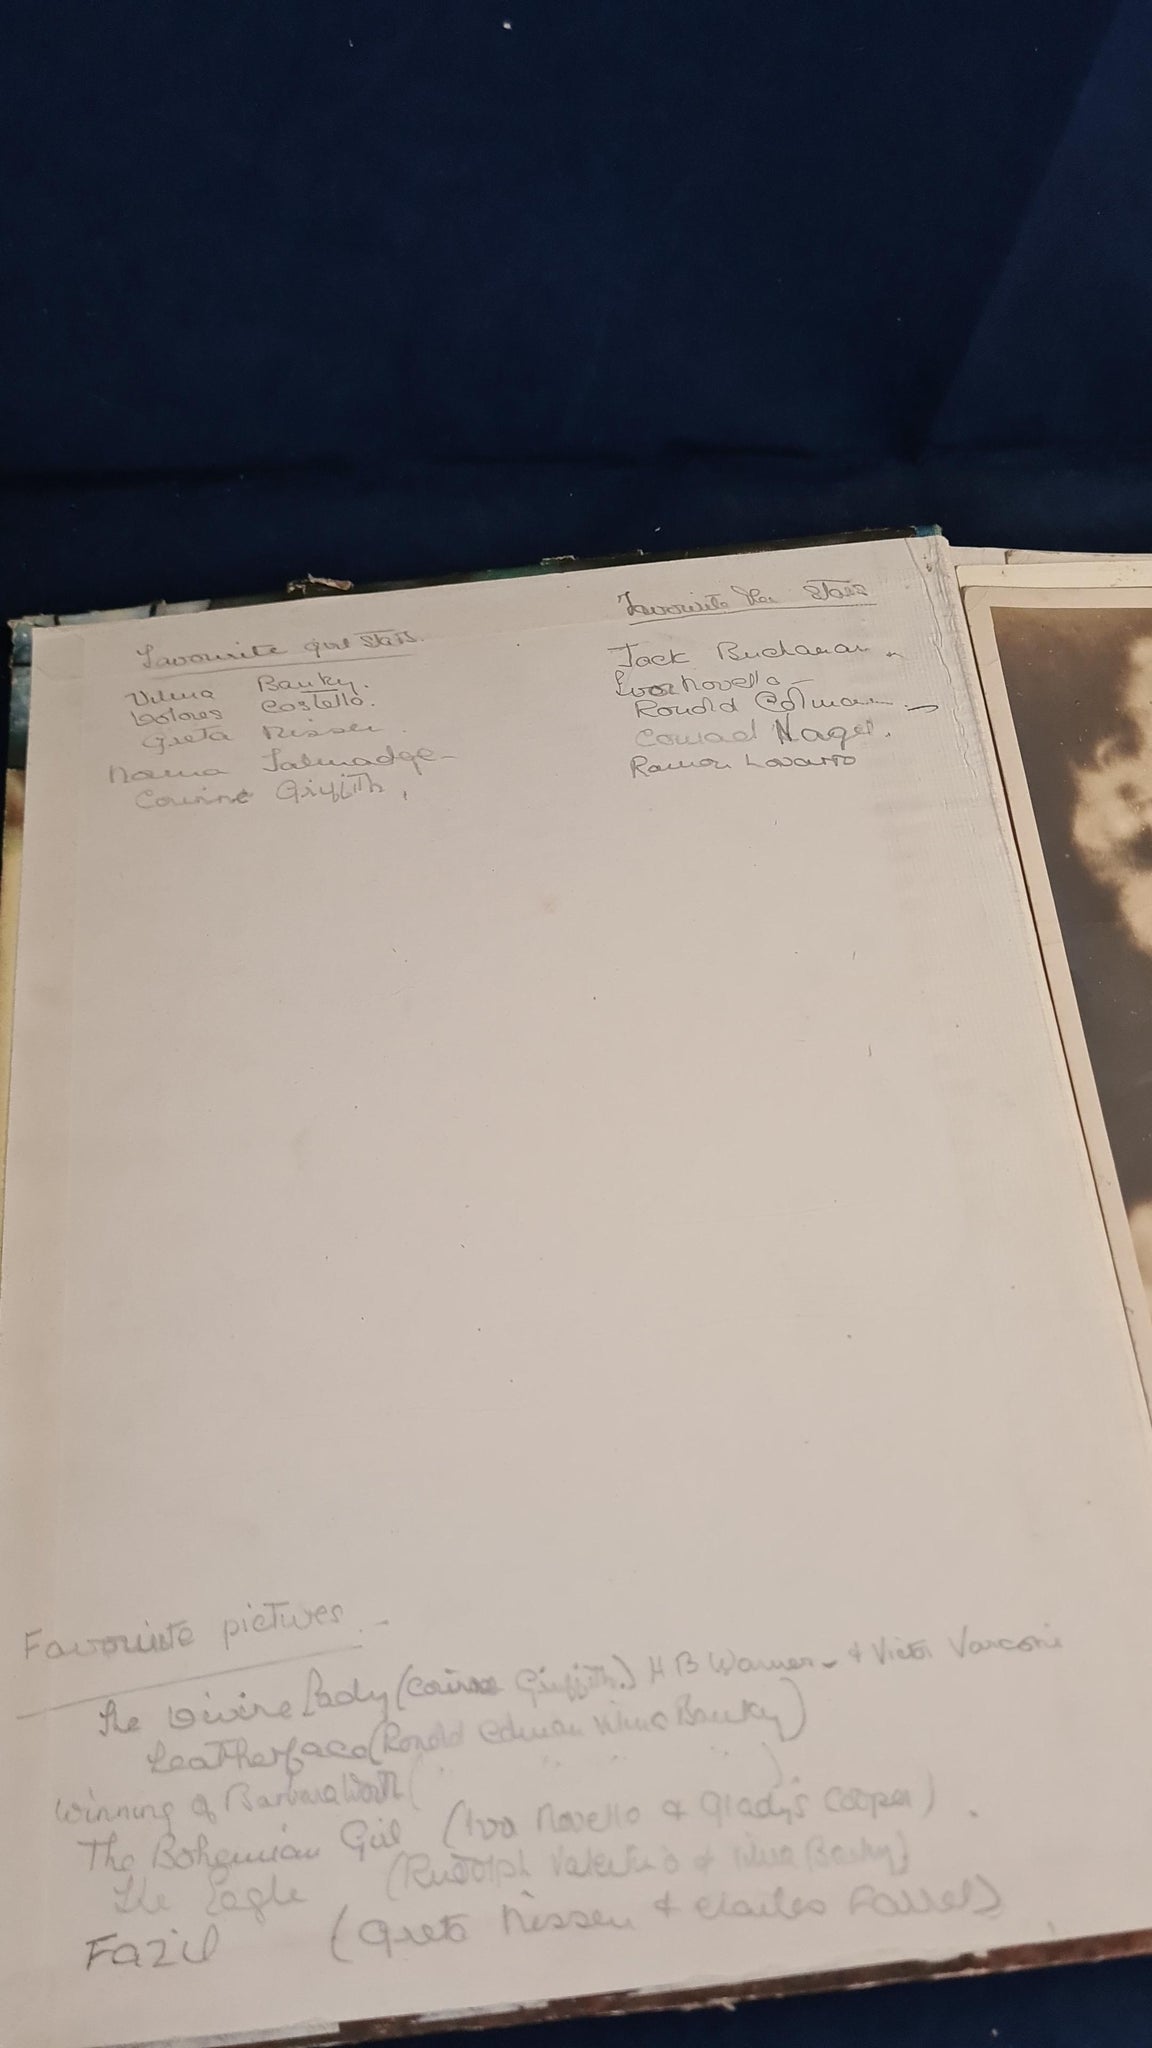 Favourite girl stars.
Vilma Banky.
Dolores Costello.
Greta Nissen.
Norma Talmadge-
Corinne Griffith,
Favourite Men Stars
Jack Buchanan
Ivor Novello-
Ronald Colman
Conrad Nagel.
Ramon Novarro
Favourite pictures.-
The Divine Lady (Corinne Griffith.) H B Warner & Victor Varconi
Leatherface (Ronald Colman Vilma Banky)
Winning of Barbara Worth ( " " " )
The Bohemian Girl (Ivor Novello & Gladys Cooper).
The Eagle (Rudolph Valentino & Vilma Banky)
Fazil (Greta Nissen & Charles Farrel)